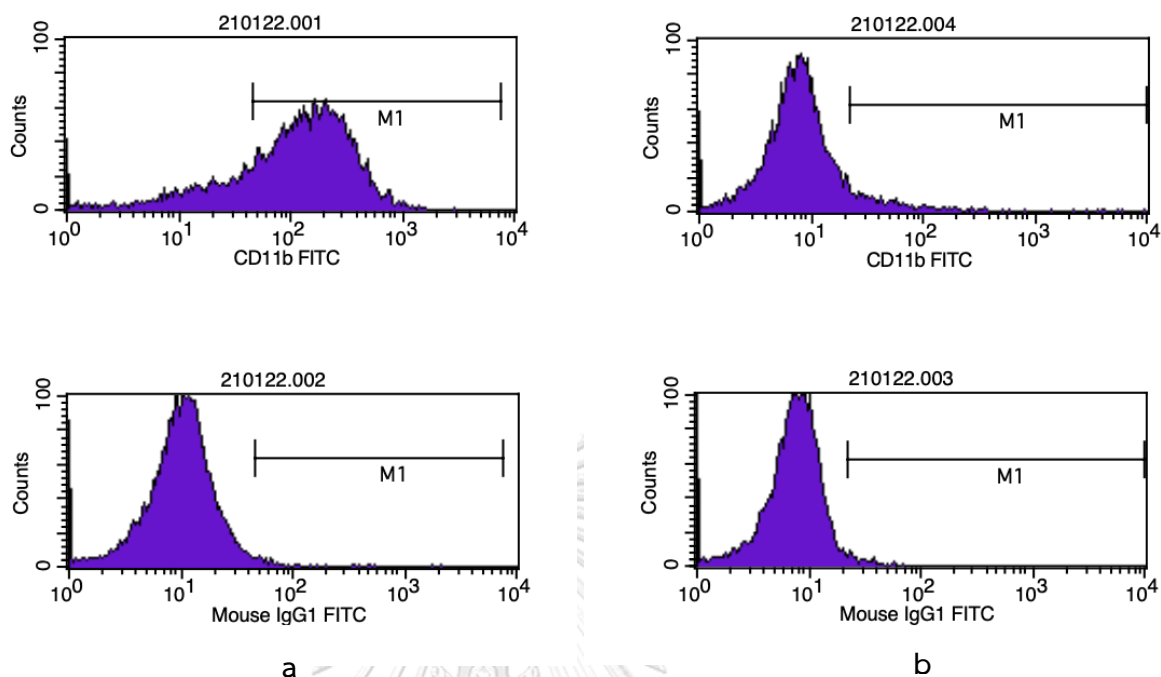 210122.001
100
Counts
0
M1
10^0 10^1 10^2 10^3 10^4
CD11b FITC
210122.004
100
Counts
0
M1
10^0 10^1 10^2 10^3 10^4
CD11b FITC
210122.002
100
Counts
0
M1
10^0 10^1 10^2 10^3 10^4
Mouse IgG1 FITC
210122.003
100
Counts
0
M1
10^0 10^1 10^2 10^3 10^4
Mouse IgG1 FITC
a
b